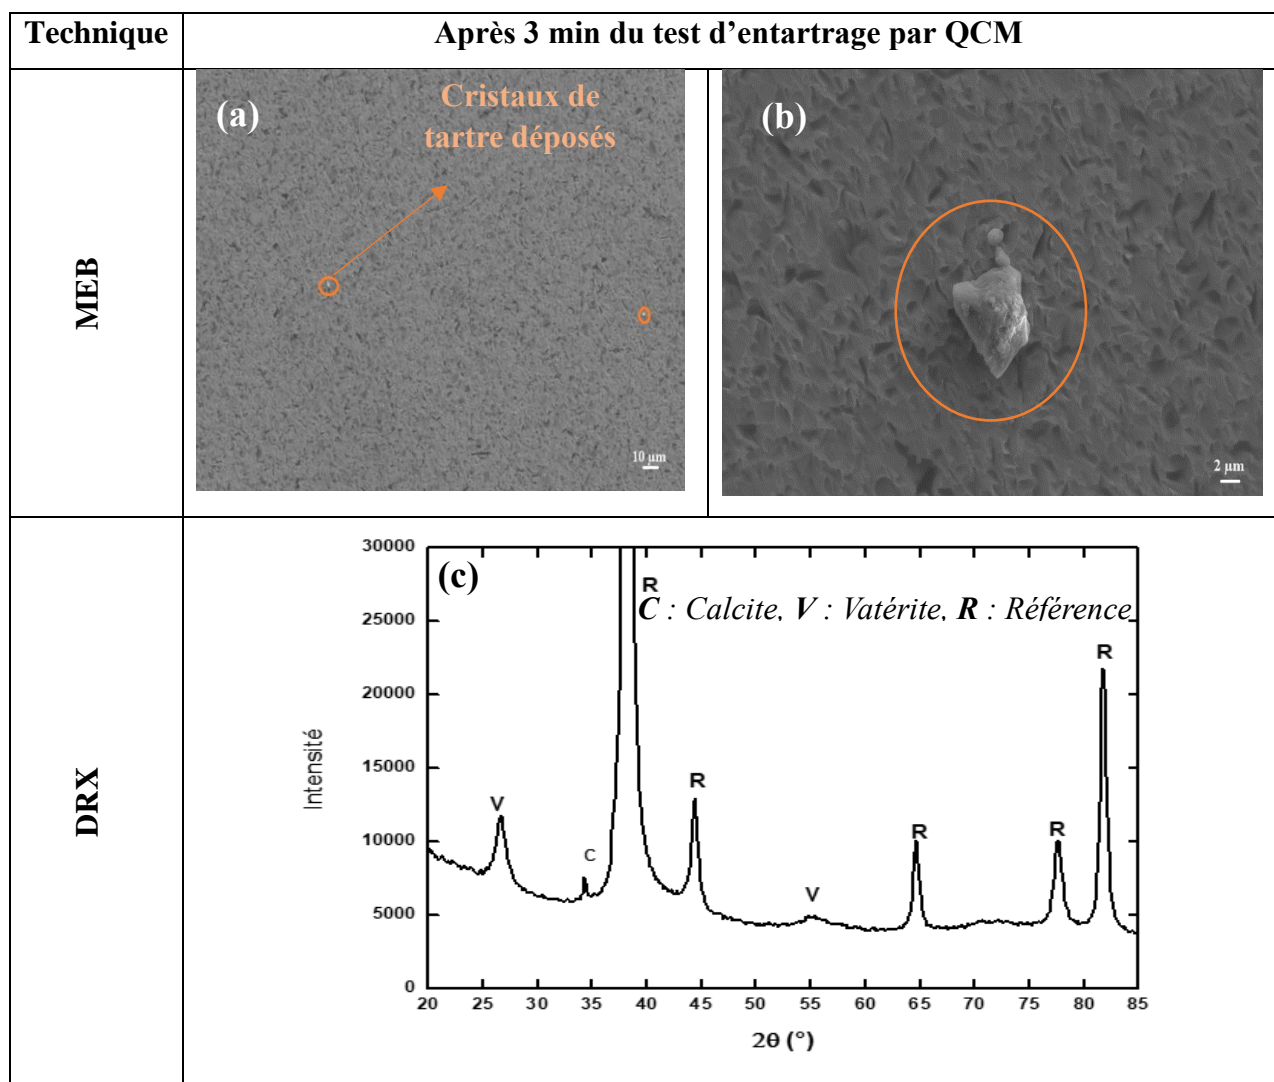 Technique
Après 3 min du test d’entartrage par QCM
MEB
(a)
Cristaux de
tartre déposés
10 µm
(b)
2 µm
DRX
(c)
C : Calcite, V : Vatérite, R : Référence
Intensité
30000
25000
20000
15000
10000
5000
0
V
C
R
R
V
R
R
R
20 25 30 35 40 45 50 55 60 65 70 75 80 85
2θ (°)